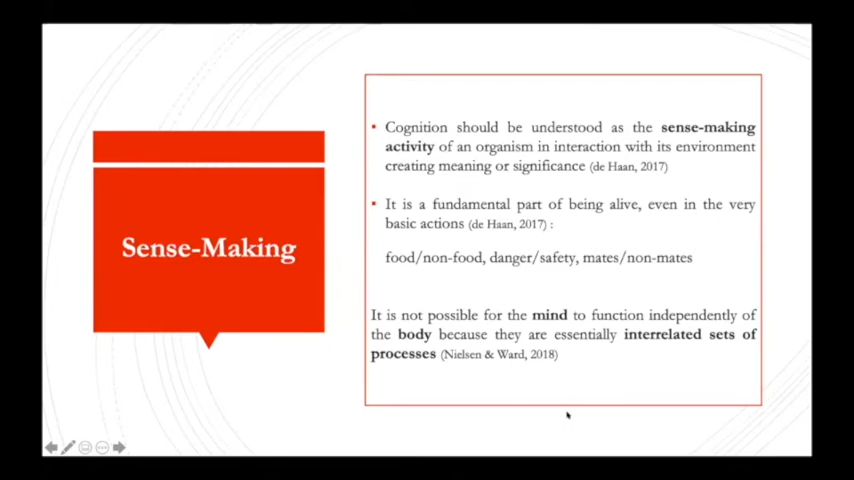 Sense-Making
Cognition should be understood as the sense-making
activity of an organism in interaction with its environment
creating meaning or significance (de Haan, 2017)
It is a fundamental part of being alive, even in the very
basic actions (de Haan, 2017) :
food/non-food, danger/safety, mates/non-mates
It is not possible for the mind to function independently of
the body because they are essentially interrelated sets of
processes (Nielsen & Ward, 2018)